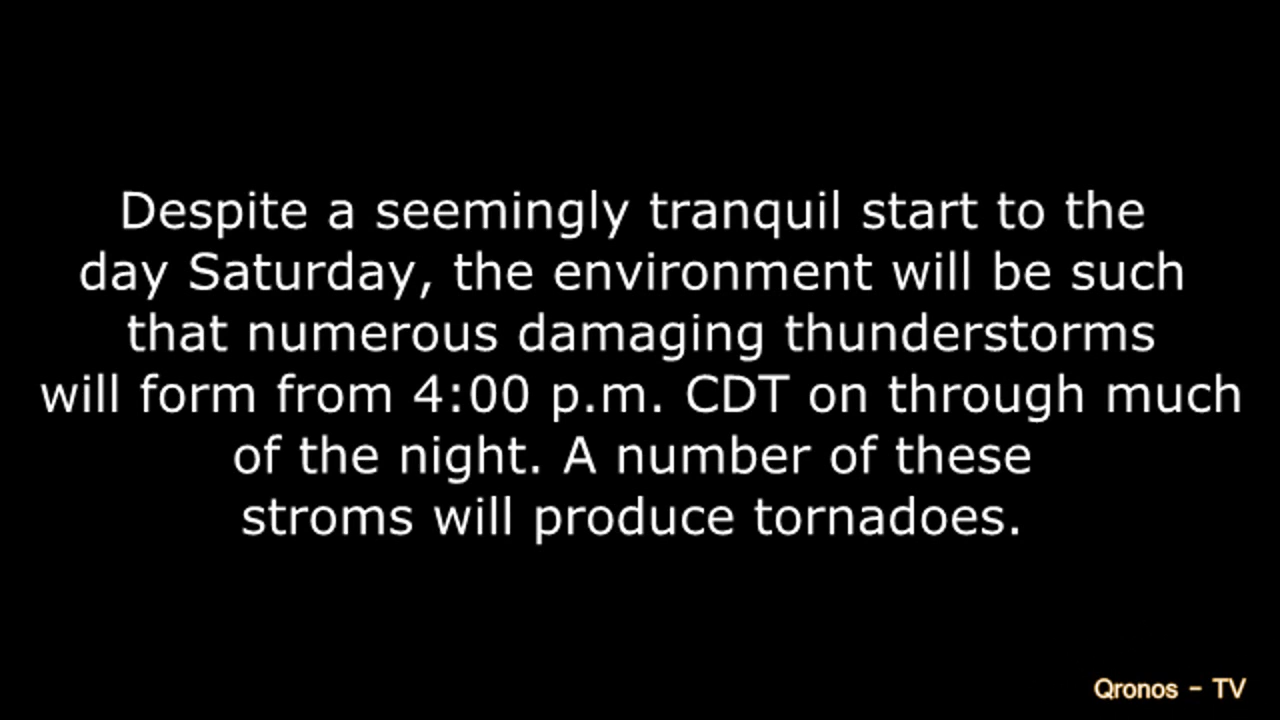 Despite a seemingly tranquil start to the
day Saturday, the environment will be such
that numerous damaging thunderstorms
will form from 4:00 p.m. CDT on through much
of the night. A number of these
stroms will produce tornadoes.
Qronos - TV